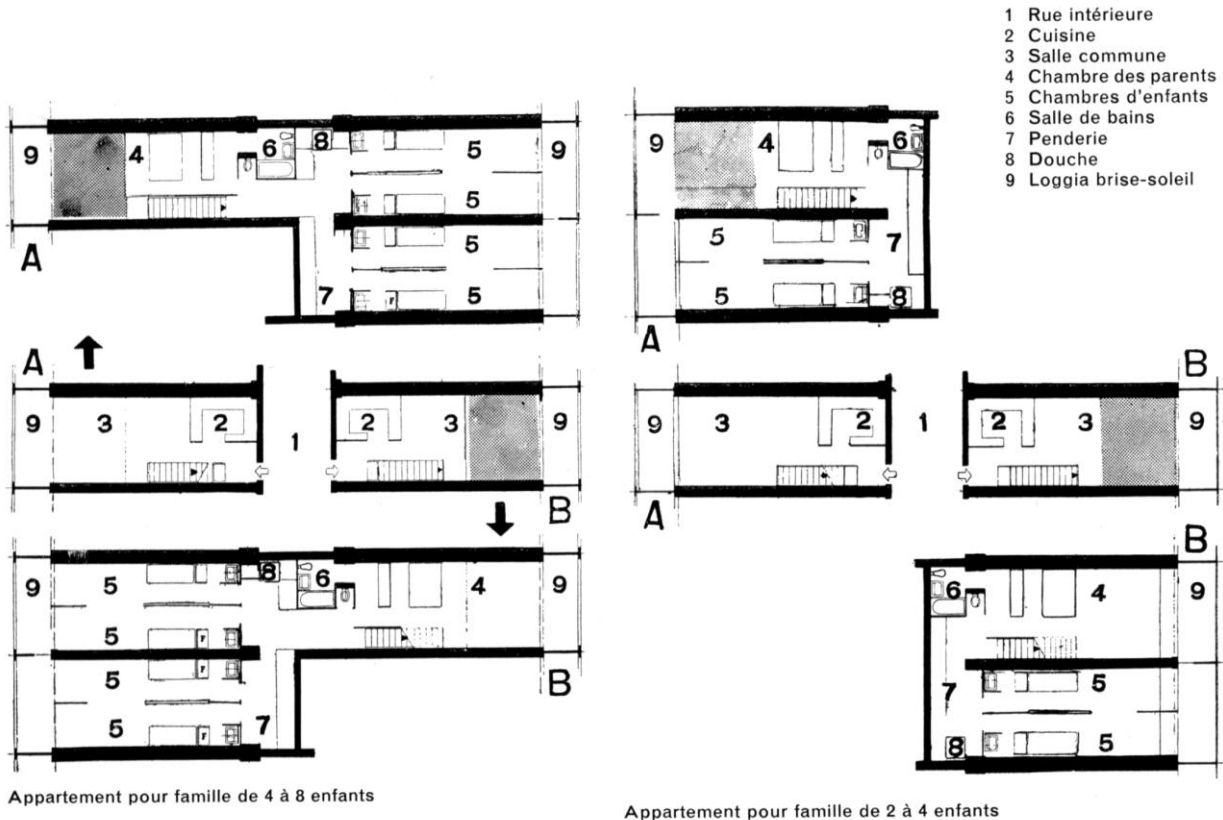 1 Rue intérieure
2 Cuisine
3 Salle commune
4 Chambre des parents
5 Chambres d'enfants
6 Salle de bains
7 Penderie
8 Douche
9 Loggia brise-soleil
9 4 6 8 5 9
5
A 5
7 F 5
A
9 3 2 1 2 3 9
B
9 5 8 6 4 9
5 F
5 F B
5 F 7
Appartement pour famille de 4 à 8 enfants
9 4 6
5 7
5 8
A
B
9 3 2 1 2 3 9
A
B
6 4 9
7 5
8 5
Appartement pour famille de 2 à 4 enfants